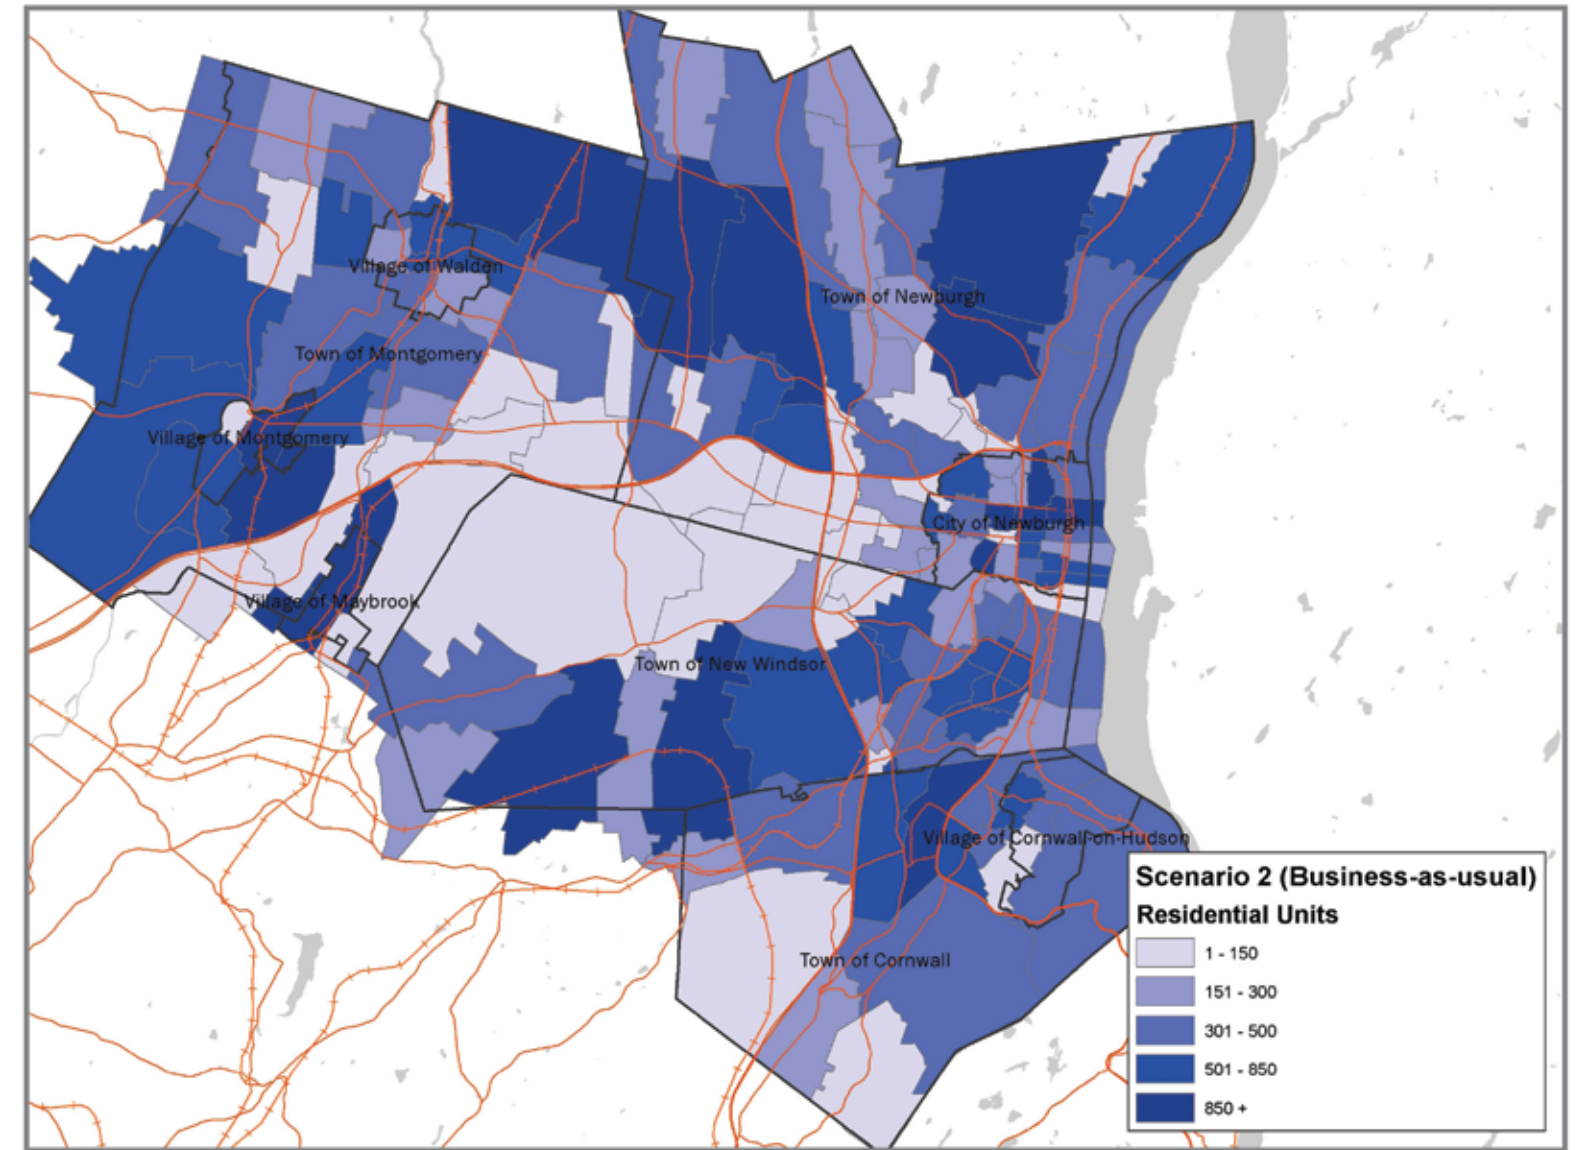 Village of Walden
Town of Newburgh
Town of Montgomery
Village of Montgomery
City of Newburgh
Village of Maybrook
Town of New Windsor
Village of Cornwall-on-Hudson
Town of Cornwall
Scenario 2 (Business-as-usual)
Residential Units
1 - 150
151 - 300
301 - 500
501 - 850
850 +